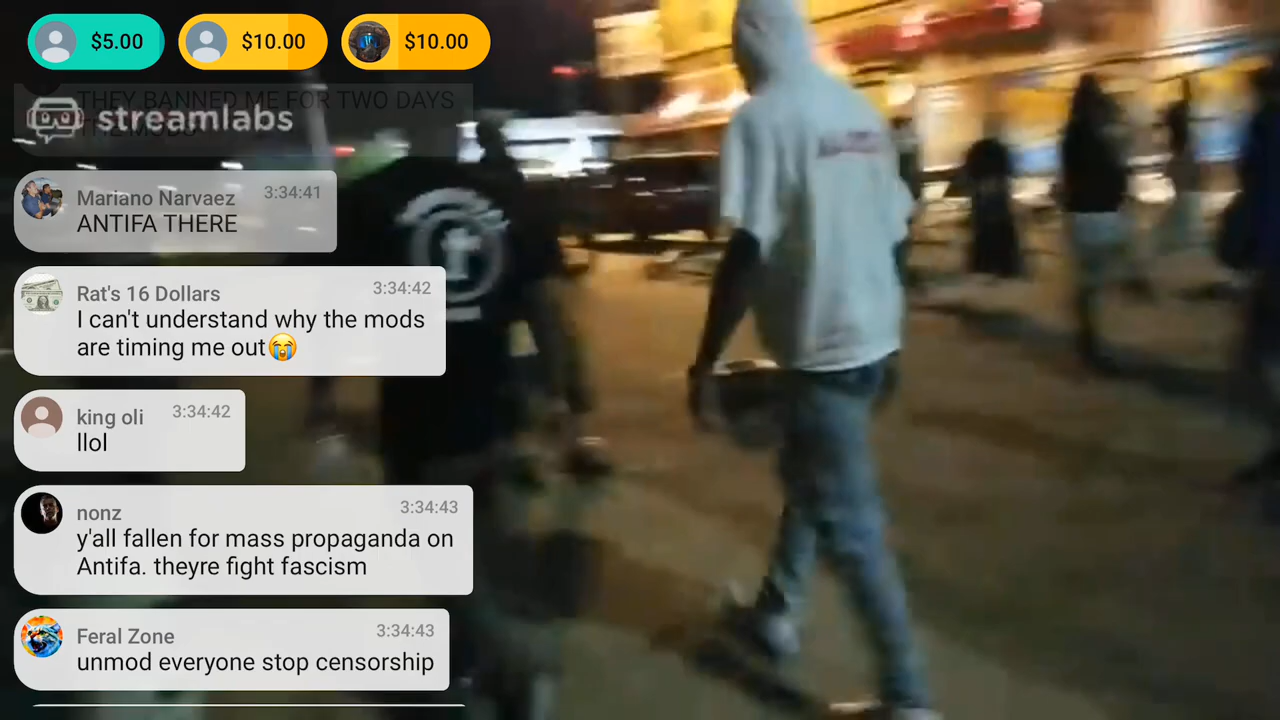 $5.00
$10.00
$10.00
THEY BANNED ME FOR TWO DAYS
streamlabs
Mariano Narvaez 3:34:41
ANTIFA THERE
Rat's 16 Dollars 3:34:42
I can't understand why the mods
are timing me out😭
king oli 3:34:42
llol
nonz 3:34:43
y'all fallen for mass propaganda on
Antifa. theyre fight fascism
Feral Zone 3:34:43
unmod everyone stop censorship